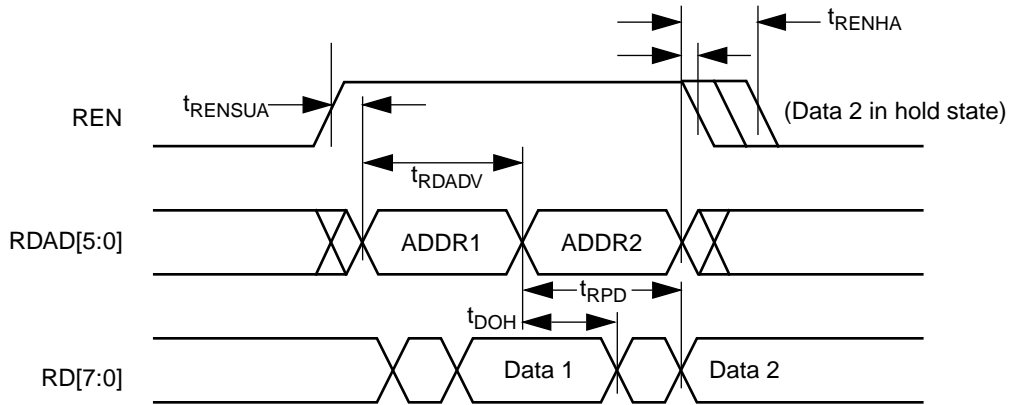 tRENHA
REN
tRENSUA
(Data 2 in hold state)
tRDADV
RDAD[5:0]
ADDR1
ADDR2
tRPD
tDOH
RD[7:0]
Data 1
Data 2